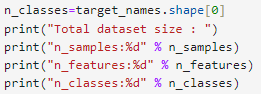 n_classes=target_names.shape[0]
print("Total dataset size : ")
print("n_samples:%d" % n_samples)
print("n_features:%d" % n_features)
print("n_classes:%d" % n_classes)